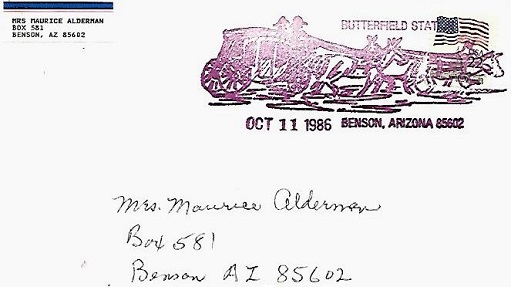 MRS MAURICE ALDERMAN
BOX 581
BENSON, AZ 85602
BUTTERFIELD STAT
OCT 11 1986 BENSON, ARIZONA 85602
Mrs. Maurice Alderman
Box 581
Benson AZ 85602